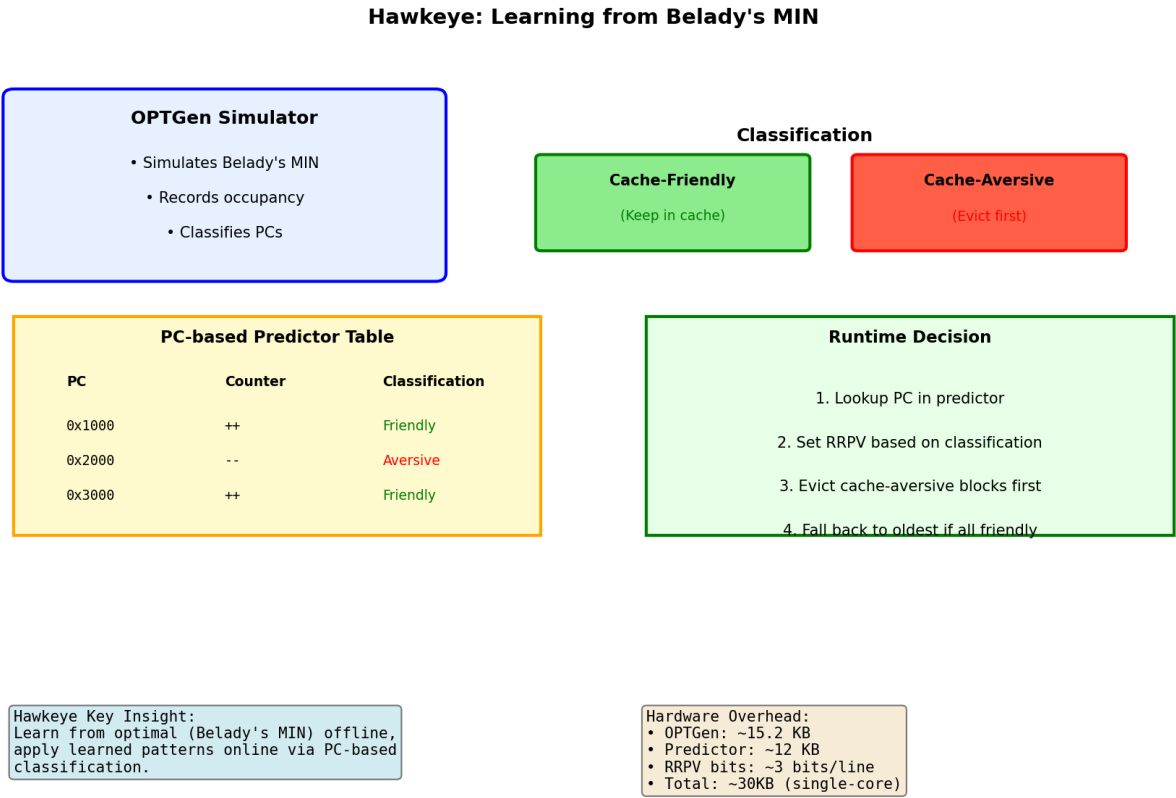 Hawkeye: Learning from Belady's MIN
OPTGen Simulator
• Simulates Belady's MIN
• Records occupancy
• Classifies PCs
Classification
Cache-Friendly
(Keep in cache)
Cache-Aversive
(Evict first)
PC-based Predictor Table
PC Counter Classification
0x1000 ++ Friendly
0x2000 -- Aversive
0x3000 ++ Friendly
Runtime Decision
1. Lookup PC in predictor
2. Set RRPV based on classification
3. Evict cache-aversive blocks first
4. Fall back to oldest if all friendly
Hawkeye Key Insight:
Learn from optimal (Belady's MIN) offline,
apply learned patterns online via PC-based
classification.
Hardware Overhead:
• OPTGen: ~15.2 KB
• Predictor: ~12 KB
• RRPV bits: ~3 bits/line
• Total: ~30KB (single-core)